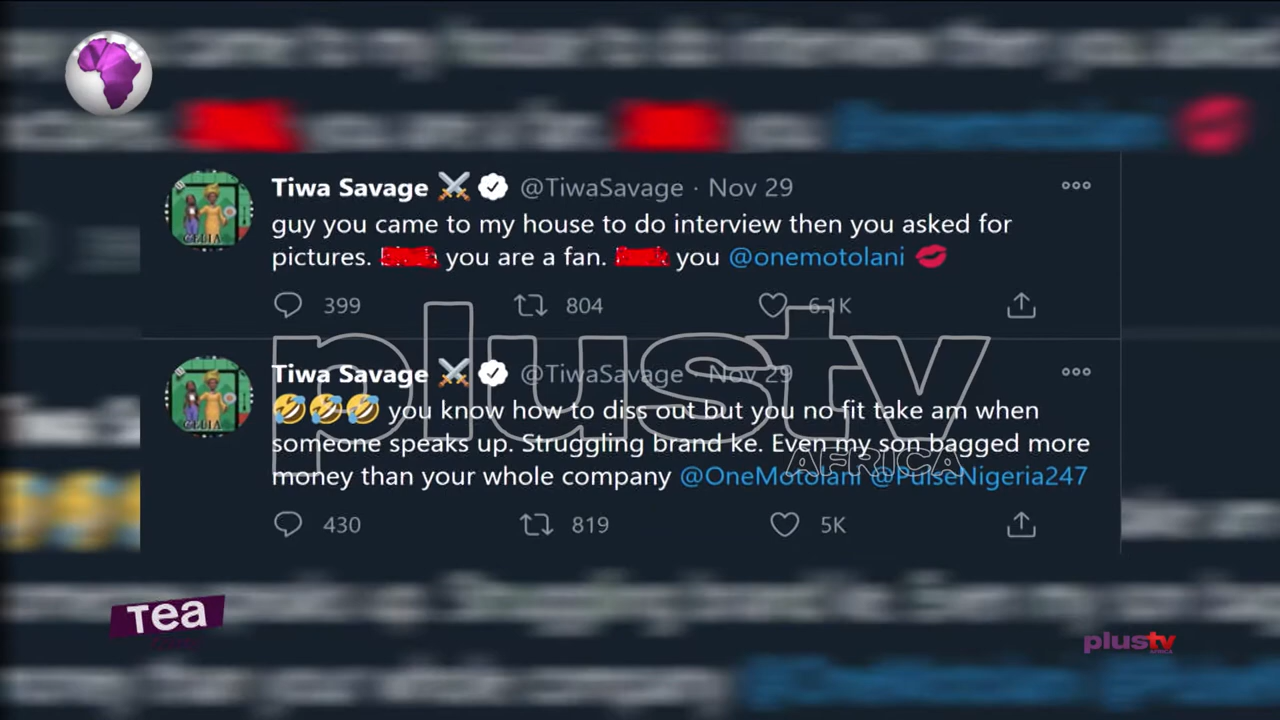 Tiwa Savage ⚔️ @TiwaSavage · Nov 29
guy you came to my house to do interview then you asked for
pictures. you are a fan. you @onemotolani 💋
399 804 6.1K
Tiwa Savage ⚔️ @TiwaSavage · Nov 29
🤣🤣🤣 you know how to diss out but you no fit take am when
someone speaks up. Struggling brand ke. Even my son bagged more
money than your whole company @OneMotolani @PulseNigeria247
430 819 5K
plustv
AFRICA
Tea
plustv
AFRICA
CELIA
CELIA